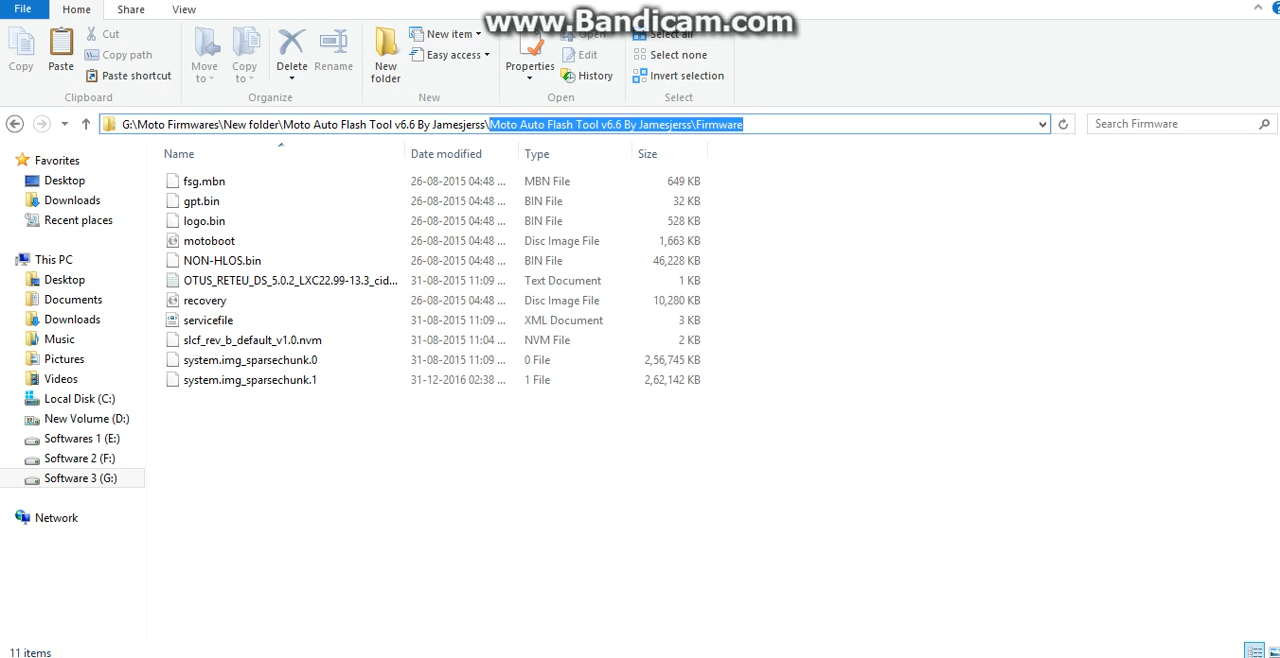 www.Bandicam.com
File
Home
Share
View
Copy
Paste
Cut
Copy path
Paste shortcut
Clipboard
Move to
Copy to
Delete
Rename
Organize
New folder
New item
Easy access
New
Properties
Open
Edit
History
Open
Select all
Select none
Invert selection
Select
G:\Moto Firmwares\New folder\Moto Auto Flash Tool v6.6 By Jamesjerss\Moto Auto Flash Tool v6.6 By Jamesjerss\Firmware
Search Firmware
Favorites
Desktop
Downloads
Recent places
This PC
Desktop
Documents
Downloads
Music
Pictures
Videos
Local Disk (C:)
New Volume (D:)
Softwares 1 (E:)
Software 2 (F:)
Software 3 (G:)
Network
Name Date modified Type Size
fsg.mbn 26-08-2015 04:48 ... MBN File 649 KB
gpt.bin 26-08-2015 04:48 ... BIN File 32 KB
logo.bin 26-08-2015 04:48 ... BIN File 528 KB
motoboot 26-08-2015 04:48 ... Disc Image File 1,663 KB
NON-HLOS.bin 26-08-2015 04:48 ... BIN File 46,228 KB
OTUS_RETEU_DS_5.0.2_LXC22.99-13.3_cid... 31-08-2015 11:09 ... Text Document 1 KB
recovery 26-08-2015 04:48 ... Disc Image File 10,280 KB
servicefile 31-08-2015 11:09 ... XML Document 3 KB
slcf_rev_b_default_v1.0.nvm 31-08-2015 11:04 ... NVM File 2 KB
system.img_sparsechunk.0 31-08-2015 11:09 ... 0 File 2,56,745 KB
system.img_sparsechunk.1 31-12-2016 02:38 ... 1 File 2,62,142 KB
11 items